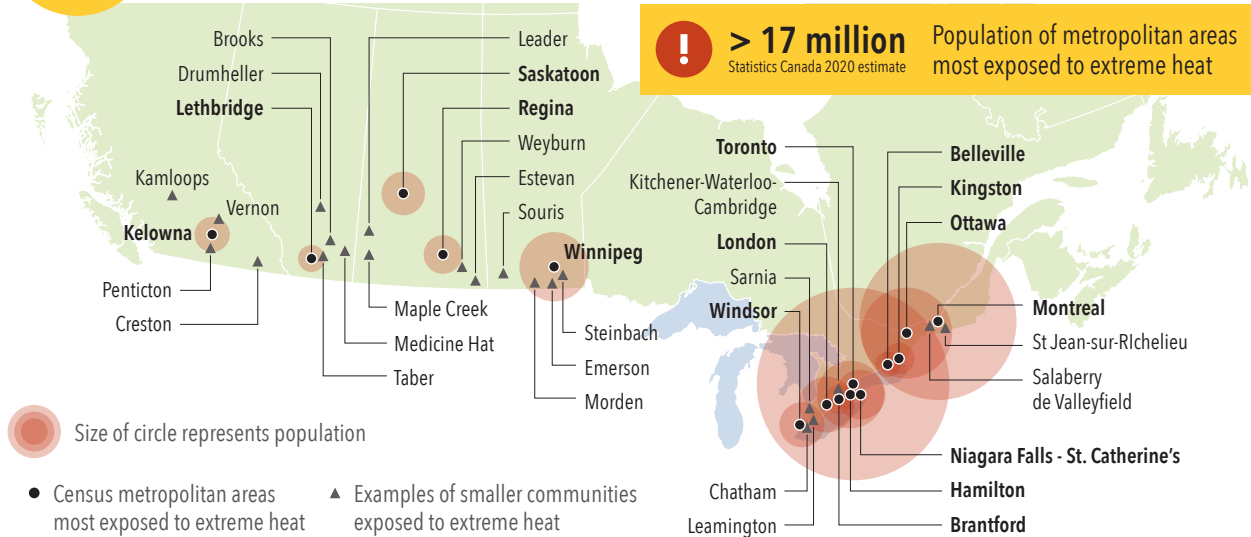 > 17 million
Statistics Canada 2020 estimate
Population of metropolitan areas
most exposed to extreme heat
Brooks
Drumheller
Lethbridge
Leader
Saskatoon
Regina
Weyburn
Estevan
Souris
Kamloops
Vernon
Kelowna
Winnipeg
Penticton
Creston
Maple Creek
Medicine Hat
Taber
Steinbach
Emerson
Morden
Toronto
Kitchener-Waterloo-
Cambridge
London
Sarnia
Windsor
Belleville
Kingston
Ottawa
Montreal
St Jean-sur-RIchelieu
Salaberry
de Valleyfield
Niagara Falls - St. Catherine's
Hamilton
Brantford
Chatham
Leamington
Size of circle represents population
Census metropolitan areas
most exposed to extreme heat
Examples of smaller communities
exposed to extreme heat